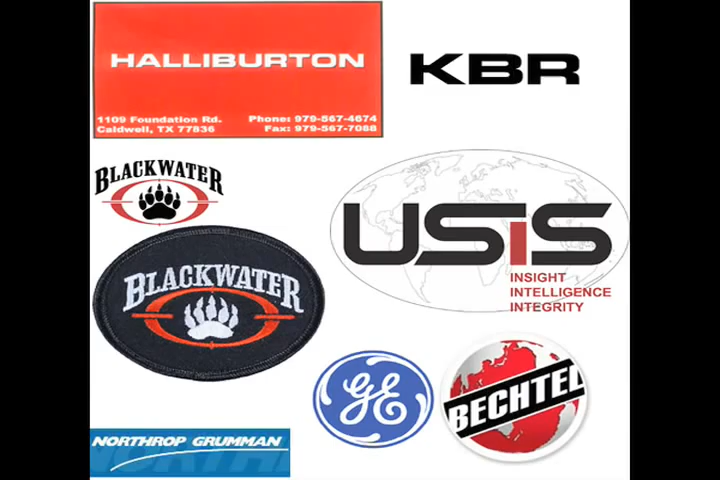 HALLIBURTON
1109 Foundation Rd. Phone: 979-567-4674
Caldwell, TX 77836 Fax: 979-567-7088
KBR
BLACKWATER
USIS
INSIGHT
INTELLIGENCE
INTEGRITY
BLACKWATER
GE
BECHTEL
NORTHROP GRUMMAN